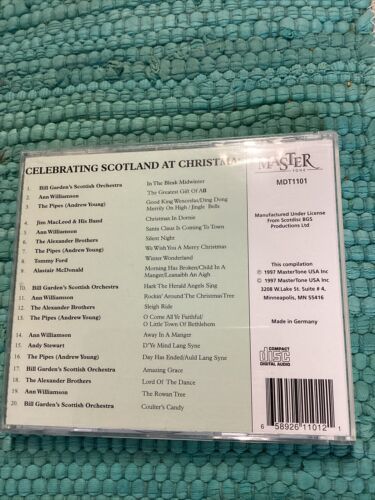 CELEBRATING SCOTLAND AT CHRISTMA
1. Bill Garden's Scottish Orchestra In The Bleak Midwinter
2. Ann Williamson The Greatest Gift Of All
3. The Pipes (Andrew Young) Good King Wenceslas/Ding Dong
Merrily On High / Jingle Bells
4. Jim MacLeod & His Band Christmas In Dornie
5. Ann Williamson Santa Claus Is Coming To Town
6. The Alexander Brothers Silent Night
7. The Pipes (Andrew Young) We Wish You A Merry Christmas
8. Tommy Ford Winter Wonderland
9. Alastair McDonald Morning Has Broken/Child In A
Manger/Leanabh An Aigh
10. Bill Garden's Scottish Orchestra Hark The Herald Angels Sing
11. Ann Williamson Rockin' Around The Christmas Tree
12. The Alexander Brothers Sleigh Ride
13. The Pipes (Andrew Young) O Come All Ye Faithful/
O Little Town Of Bethlehem
14. Ann Williamson Away In A Manger
15. Andy Stewart D'Ye Mind Lang Syne
16. The Pipes (Andrew Young) Day Has Ended/Auld Lang Syne
17. Bill Garden's Scottish Orchestra Amazing Grace
18. The Alexander Brothers Lord Of The Dance
19. Ann Williamson The Rowan Tree
20. Bill Garden's Scottish Orchestra Coulter's Candy
MASTER
TONE
MDT1101
Manufactured Under License
From Scotdisc BGS
Productions Ltd
This compilation
℗ 1997 MasterTone USA Inc
© 1997 MasterTone USA Inc
3208 W.Lake St. Suite # 4,
Minneapolis, MN 55416
Made in Germany
COMPACT
disc
DIGITAL AUDIO
6 58926 11012 1